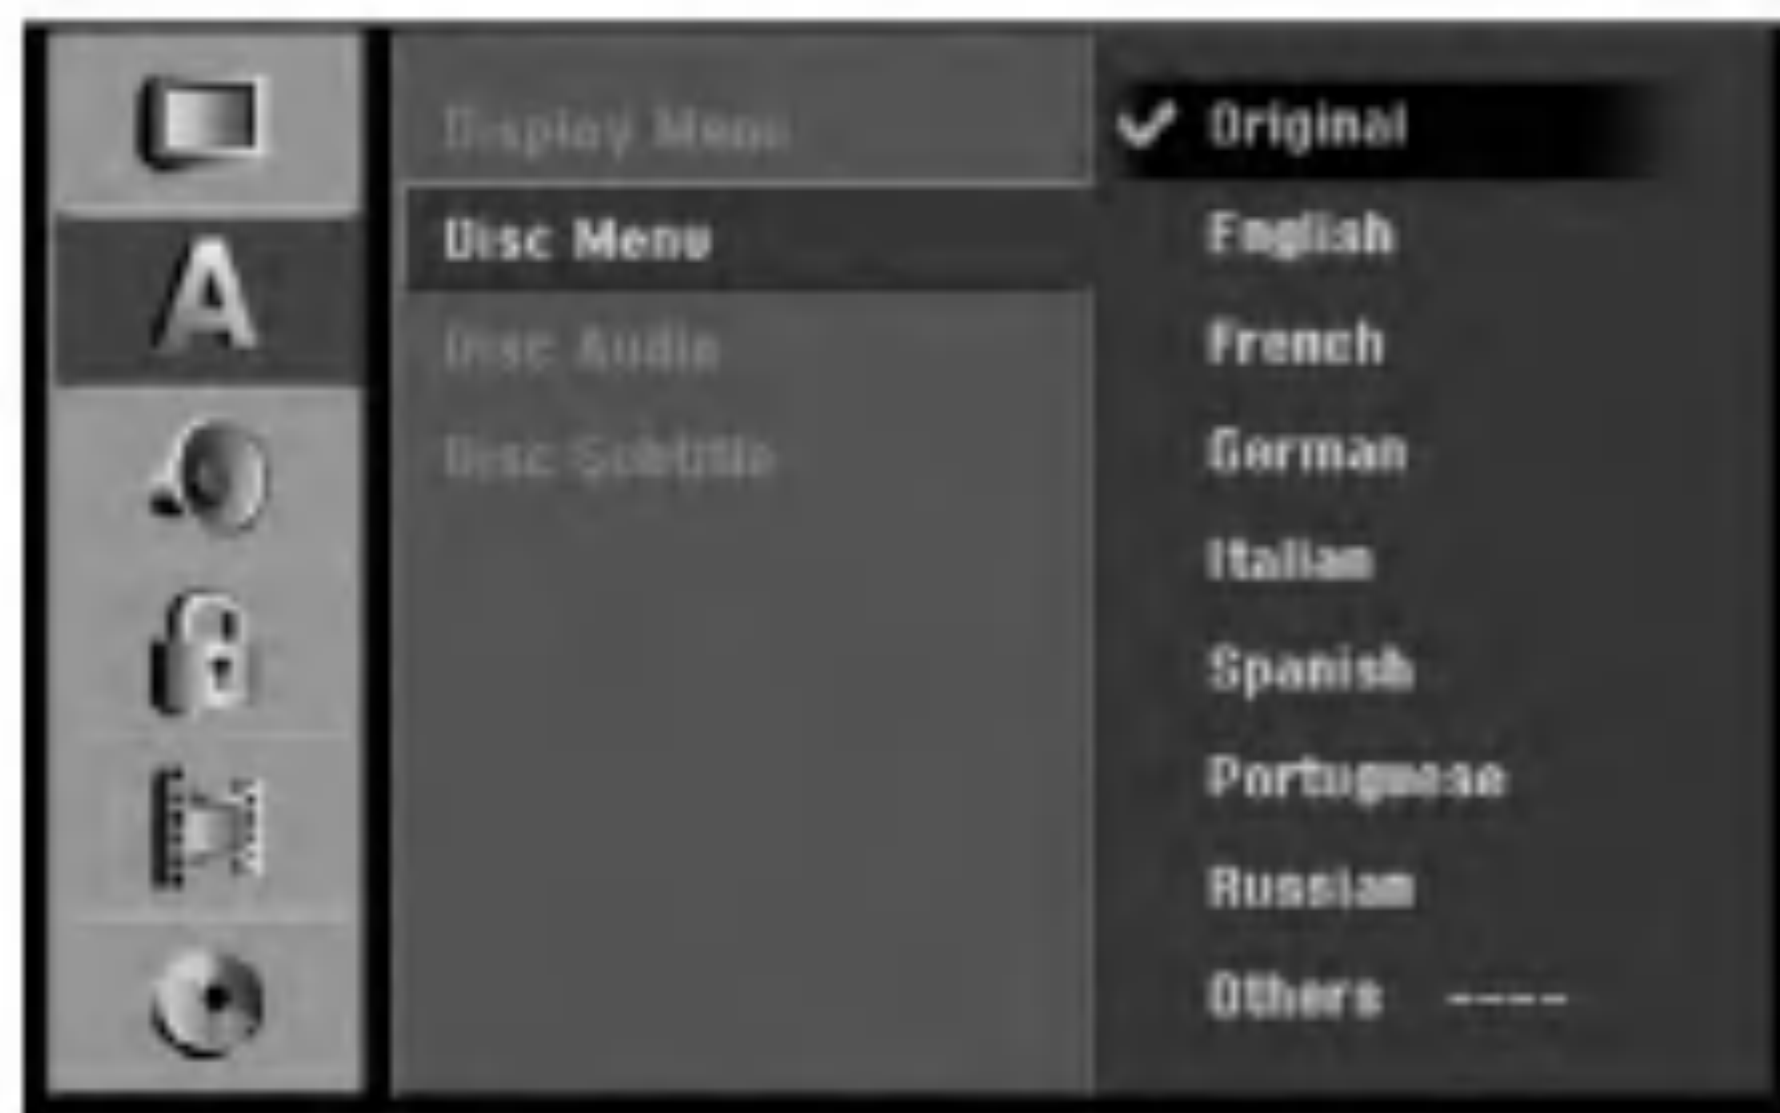 A
Display Menu
Disc Menu
Disc Audio
Disc Subtitle
Original
English
French
German
Italian
Spanish
Portuguese
Russian
Others ----